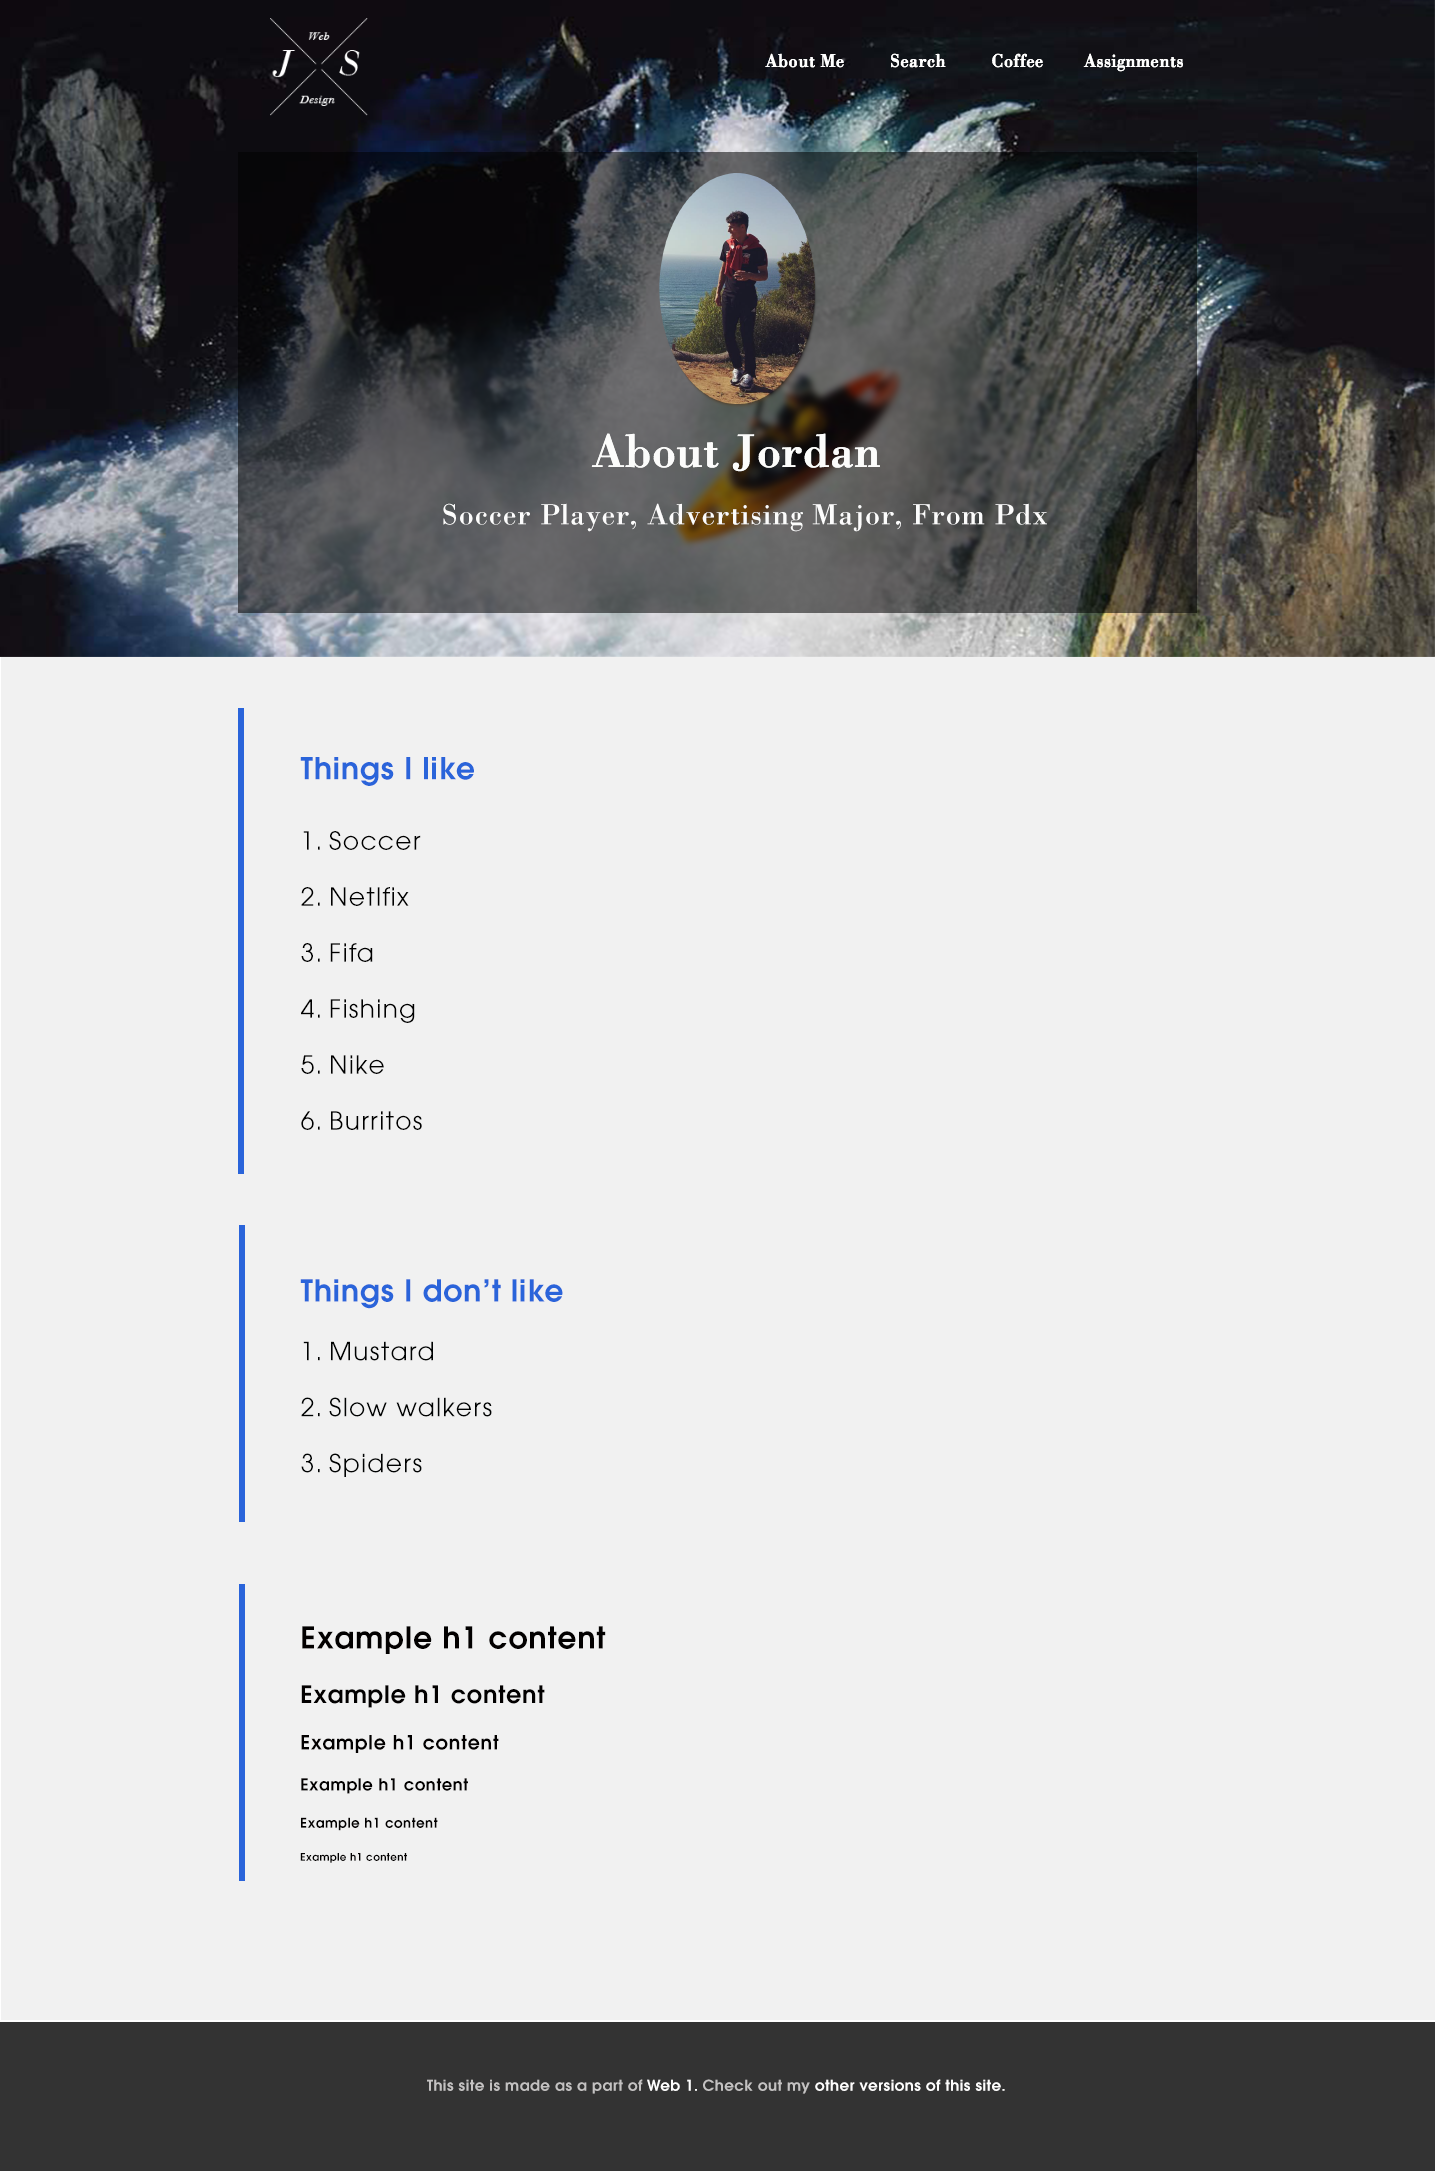 Web
J S
Design
About Me Search Coffee Assignments
About Jordan
Soccer Player, Advertising Major, From Pdx
Things I like
1. Soccer
2. Netlfix
3. Fifa
4. Fishing
5. Nike
6. Burritos
Things I don’t like
1. Mustard
2. Slow walkers
3. Spiders
Example h1 content
Example h1 content
Example h1 content
Example h1 content
Example h1 content
Example h1 content
This site is made as a part of Web 1. Check out my other versions of this site.